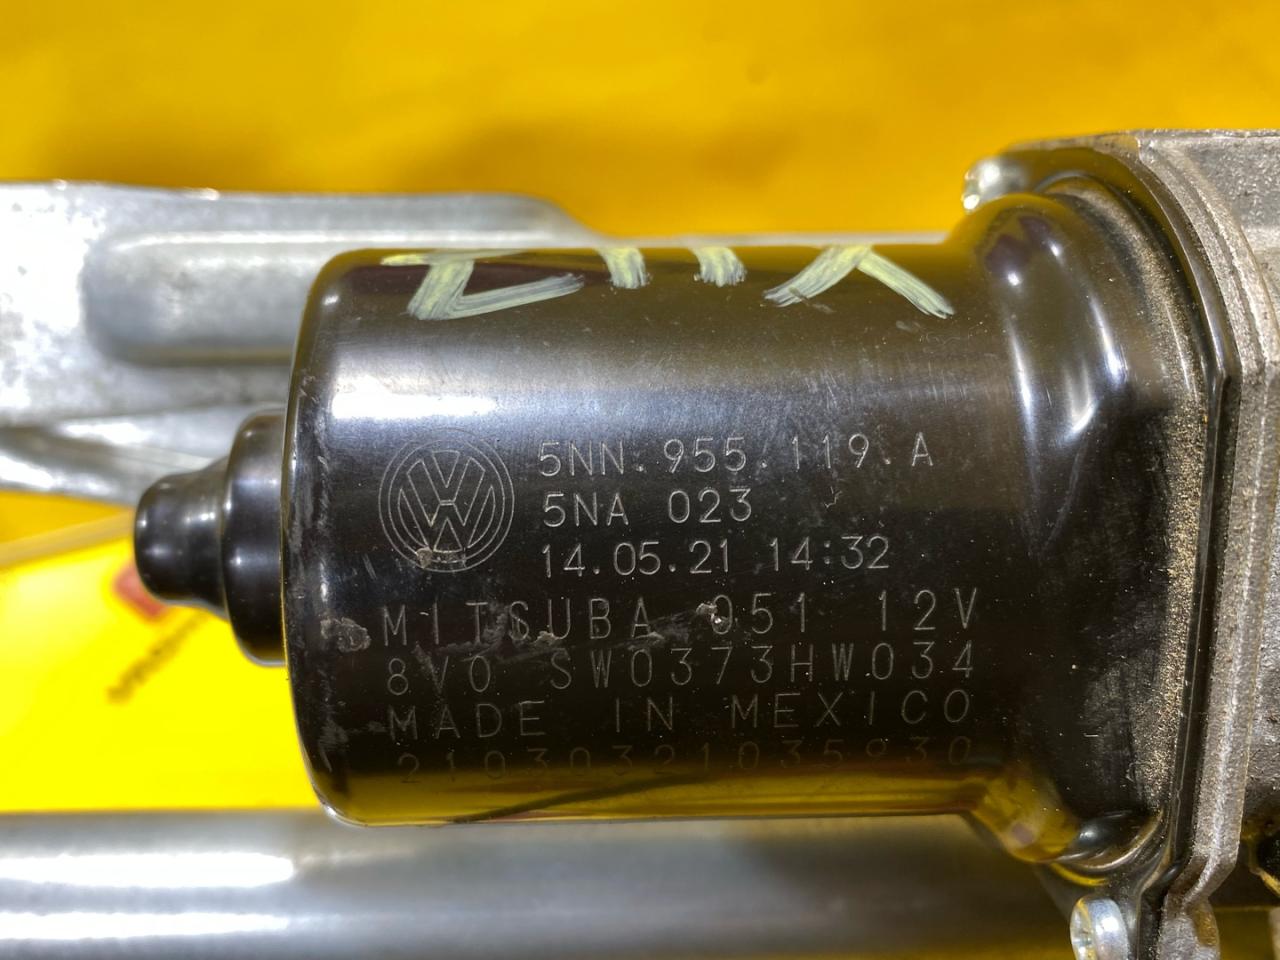 5NN.955.119.A
5NA 023
14.05.21 14:32
MITSUBA 051 12V
8V0 SW0373HW034
MADE IN MEXICO